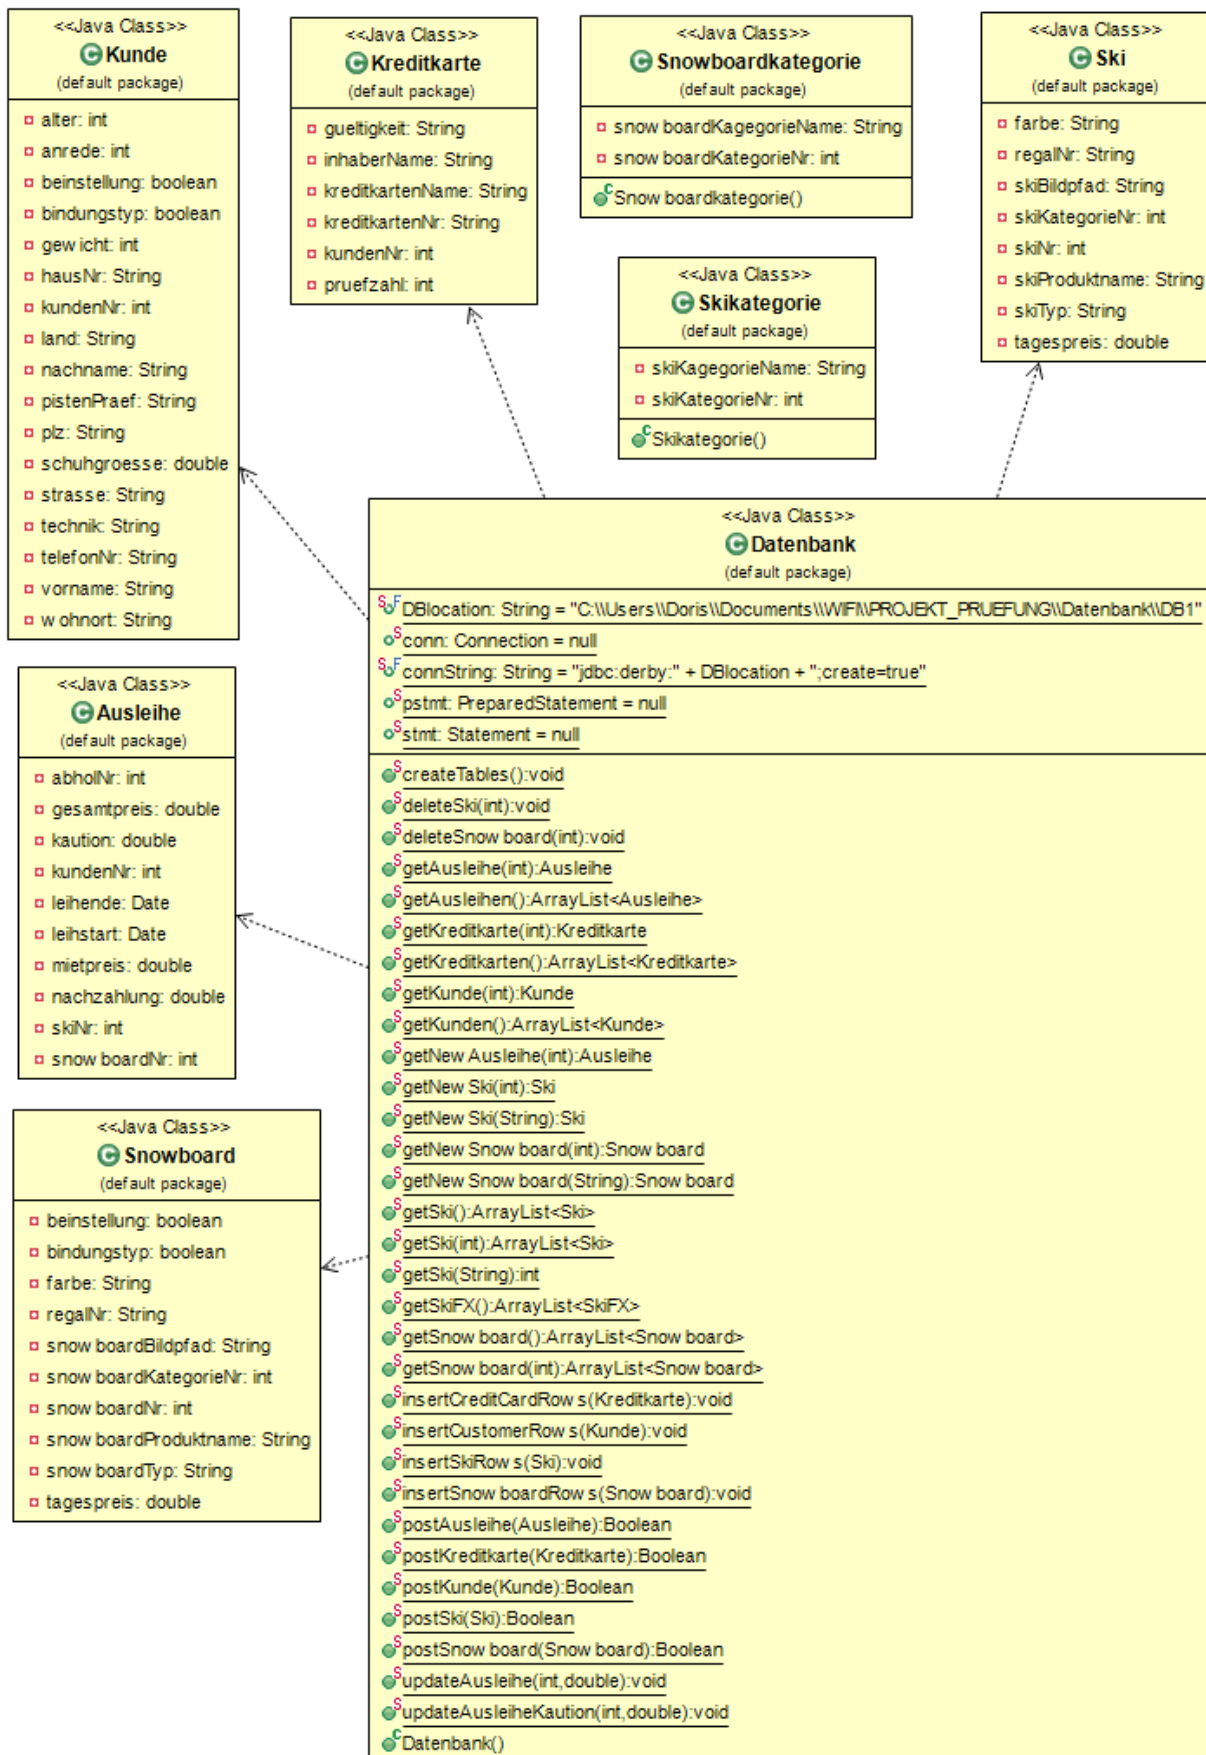 <<Java Class>>
Kunde
(default package)
alter: int
anrede: int
beinstellung: boolean
bindungstyp: boolean
gewicht: int
hausNr: String
kundenNr: int
land: String
nachname: String
pistenPraef: String
plz: String
schuhgroesse: double
strasse: String
technik: String
telefonNr: String
vorname: String
wohnort: String
<<Java Class>>
Kreditkarte
(default package)
gueltigkeit: String
inhaberName: String
kreditkartenName: String
kreditkartenNr: String
kundenNr: int
pruefzahl: int
<<Java Class>>
Snowboardkategorie
(default package)
snowboardKagegorieName: String
snowboardKategorieNr: int
Snowboardkategorie()
<<Java Class>>
Skikategorie
(default package)
skiKagegorieName: String
skiKategorieNr: int
Skikategorie()
<<Java Class>>
Ski
(default package)
farbe: String
regalNr: String
skiBildpfad: String
skiKategorieNr: int
skiNr: int
skiProduktname: String
skiTyp: String
tagespreis: double
<<Java Class>>
Ausleihe
(default package)
abholNr: int
gesamtpreis: double
kaution: double
kundenNr: int
leihende: Date
leihstart: Date
mietpreis: double
nachzahlung: double
skiNr: int
snowboardNr: int
<<Java Class>>
Snowboard
(default package)
beinstellung: boolean
bindungstyp: boolean
farbe: String
regalNr: String
snowboardBildpfad: String
snowboardKategorieNr: int
snowboardNr: int
snowboardProduktname: String
snowboardTyp: String
tagespreis: double
<<Java Class>>
Datenbank
(default package)
DBlocation: String = "C:\\Users\\Doris\\Documents\\WIFI\\PROJEKT_PRUEFUNG\\Datenbank\\DB1"
conn: Connection = null
connString: String = "jdbc:derby:" + DBlocation + ";create=true"
pstmt: PreparedStatement = null
stmt: Statement = null
createTables():void
deleteSki(int):void
deleteSnowboard(int):void
getAusleihe(int):Ausleihe
getAusleihen():ArrayList<Ausleihe>
getKreditkarte(int):Kreditkarte
getKreditkarten():ArrayList<Kreditkarte>
getKunde(int):Kunde
getKunden():ArrayList<Kunde>
getNewAusleihe(int):Ausleihe
getNewSki(int):Ski
getNewSki(String):Ski
getNewSnowboard(int):Snowboard
getNewSnowboard(String):Snowboard
getSki():ArrayList<Ski>
getSki(int):ArrayList<Ski>
getSki(String):int
getSkiFX():ArrayList<SkiFX>
getSnowboard():ArrayList<Snowboard>
getSnowboard(int):ArrayList<Snowboard>
insertCreditCardRows(Kreditkarte):void
insertCustomerRows(Kunde):void
insertSkiRows(Ski):void
insertSnowboardRows(Snowboard):void
postAusleihe(Ausleihe):Boolean
postKreditkarte(Kreditkarte):Boolean
postKunde(Kunde):Boolean
postSki(Ski):Boolean
postSnowboard(Snowboard):Boolean
updateAusleihe(int,double):void
updateAusleiheKaution(int,double):void
Datenbank()